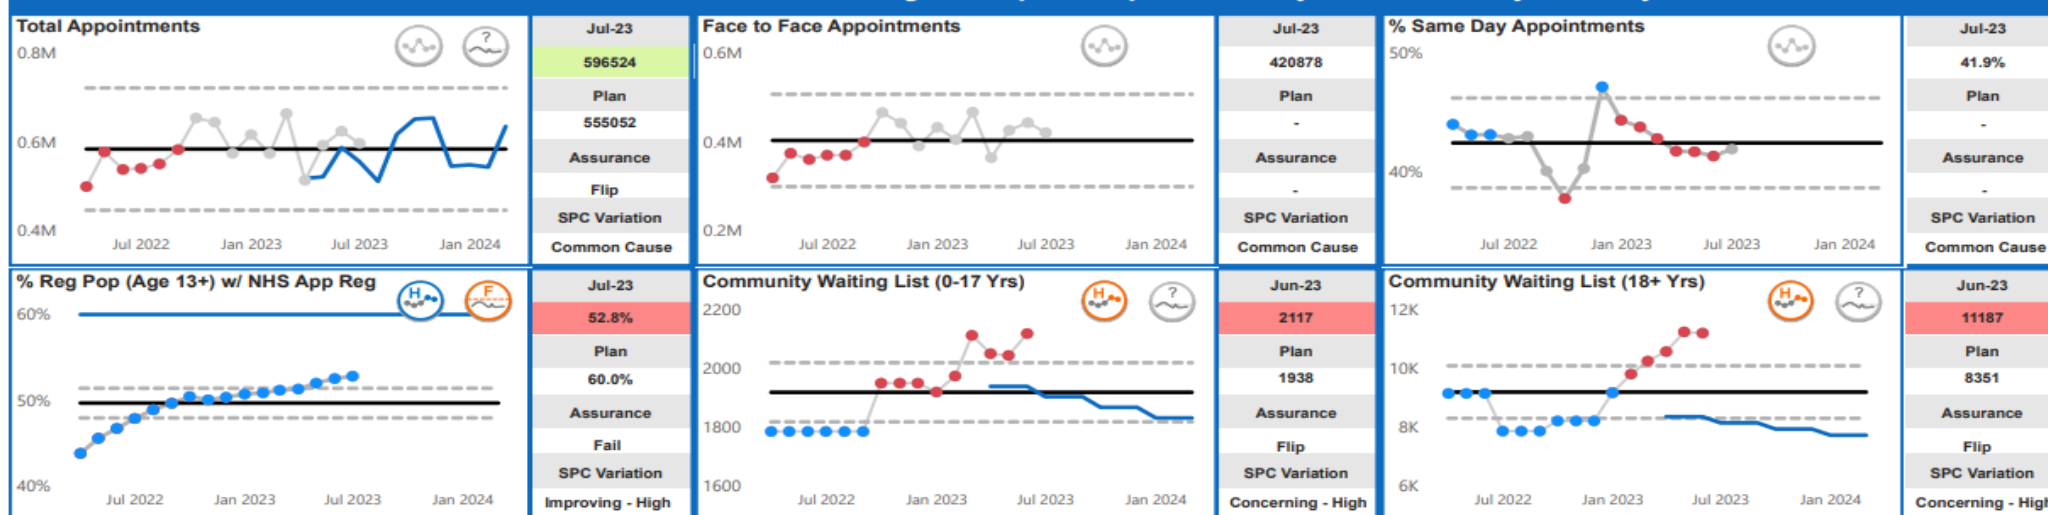 Total Appointments
?
0.8M
0.6M
0.4M
Jul 2022 Jan 2023 Jul 2023 Jan 2024
Jul-23
596524
Plan
555052
Assurance
Flip
SPC Variation
Common Cause
Face to Face Appointments
0.6M
0.4M
0.2M
Jul 2022 Jan 2023 Jul 2023 Jan 2024
Jul-23
420878
Plan
-
Assurance
-
SPC Variation
Common Cause
% Same Day Appointments
50%
40%
Jul 2022 Jan 2023 Jul 2023 Jan 2024
Jul-23
41.9%
Plan
-
Assurance
-
SPC Variation
Common Cause
% Reg Pop (Age 13+) w/ NHS App Reg
H
F
60%
50%
40%
Jul 2022 Jan 2023 Jul 2023 Jan 2024
Jul-23
52.8%
Plan
60.0%
Assurance
Fail
SPC Variation
Improving - High
Community Waiting List (0-17 Yrs)
H
?
2200
2000
1800
1600
Jul 2022 Jan 2023 Jul 2023 Jan 2024
Jun-23
2117
Plan
1938
Assurance
Flip
SPC Variation
Concerning - High
Community Waiting List (18+ Yrs)
H
?
12K
10K
8K
6K
Jul 2022 Jan 2023 Jul 2023 Jan 2024
Jun-23
11187
Plan
8351
Assurance
Flip
SPC Variation
Concerning - High